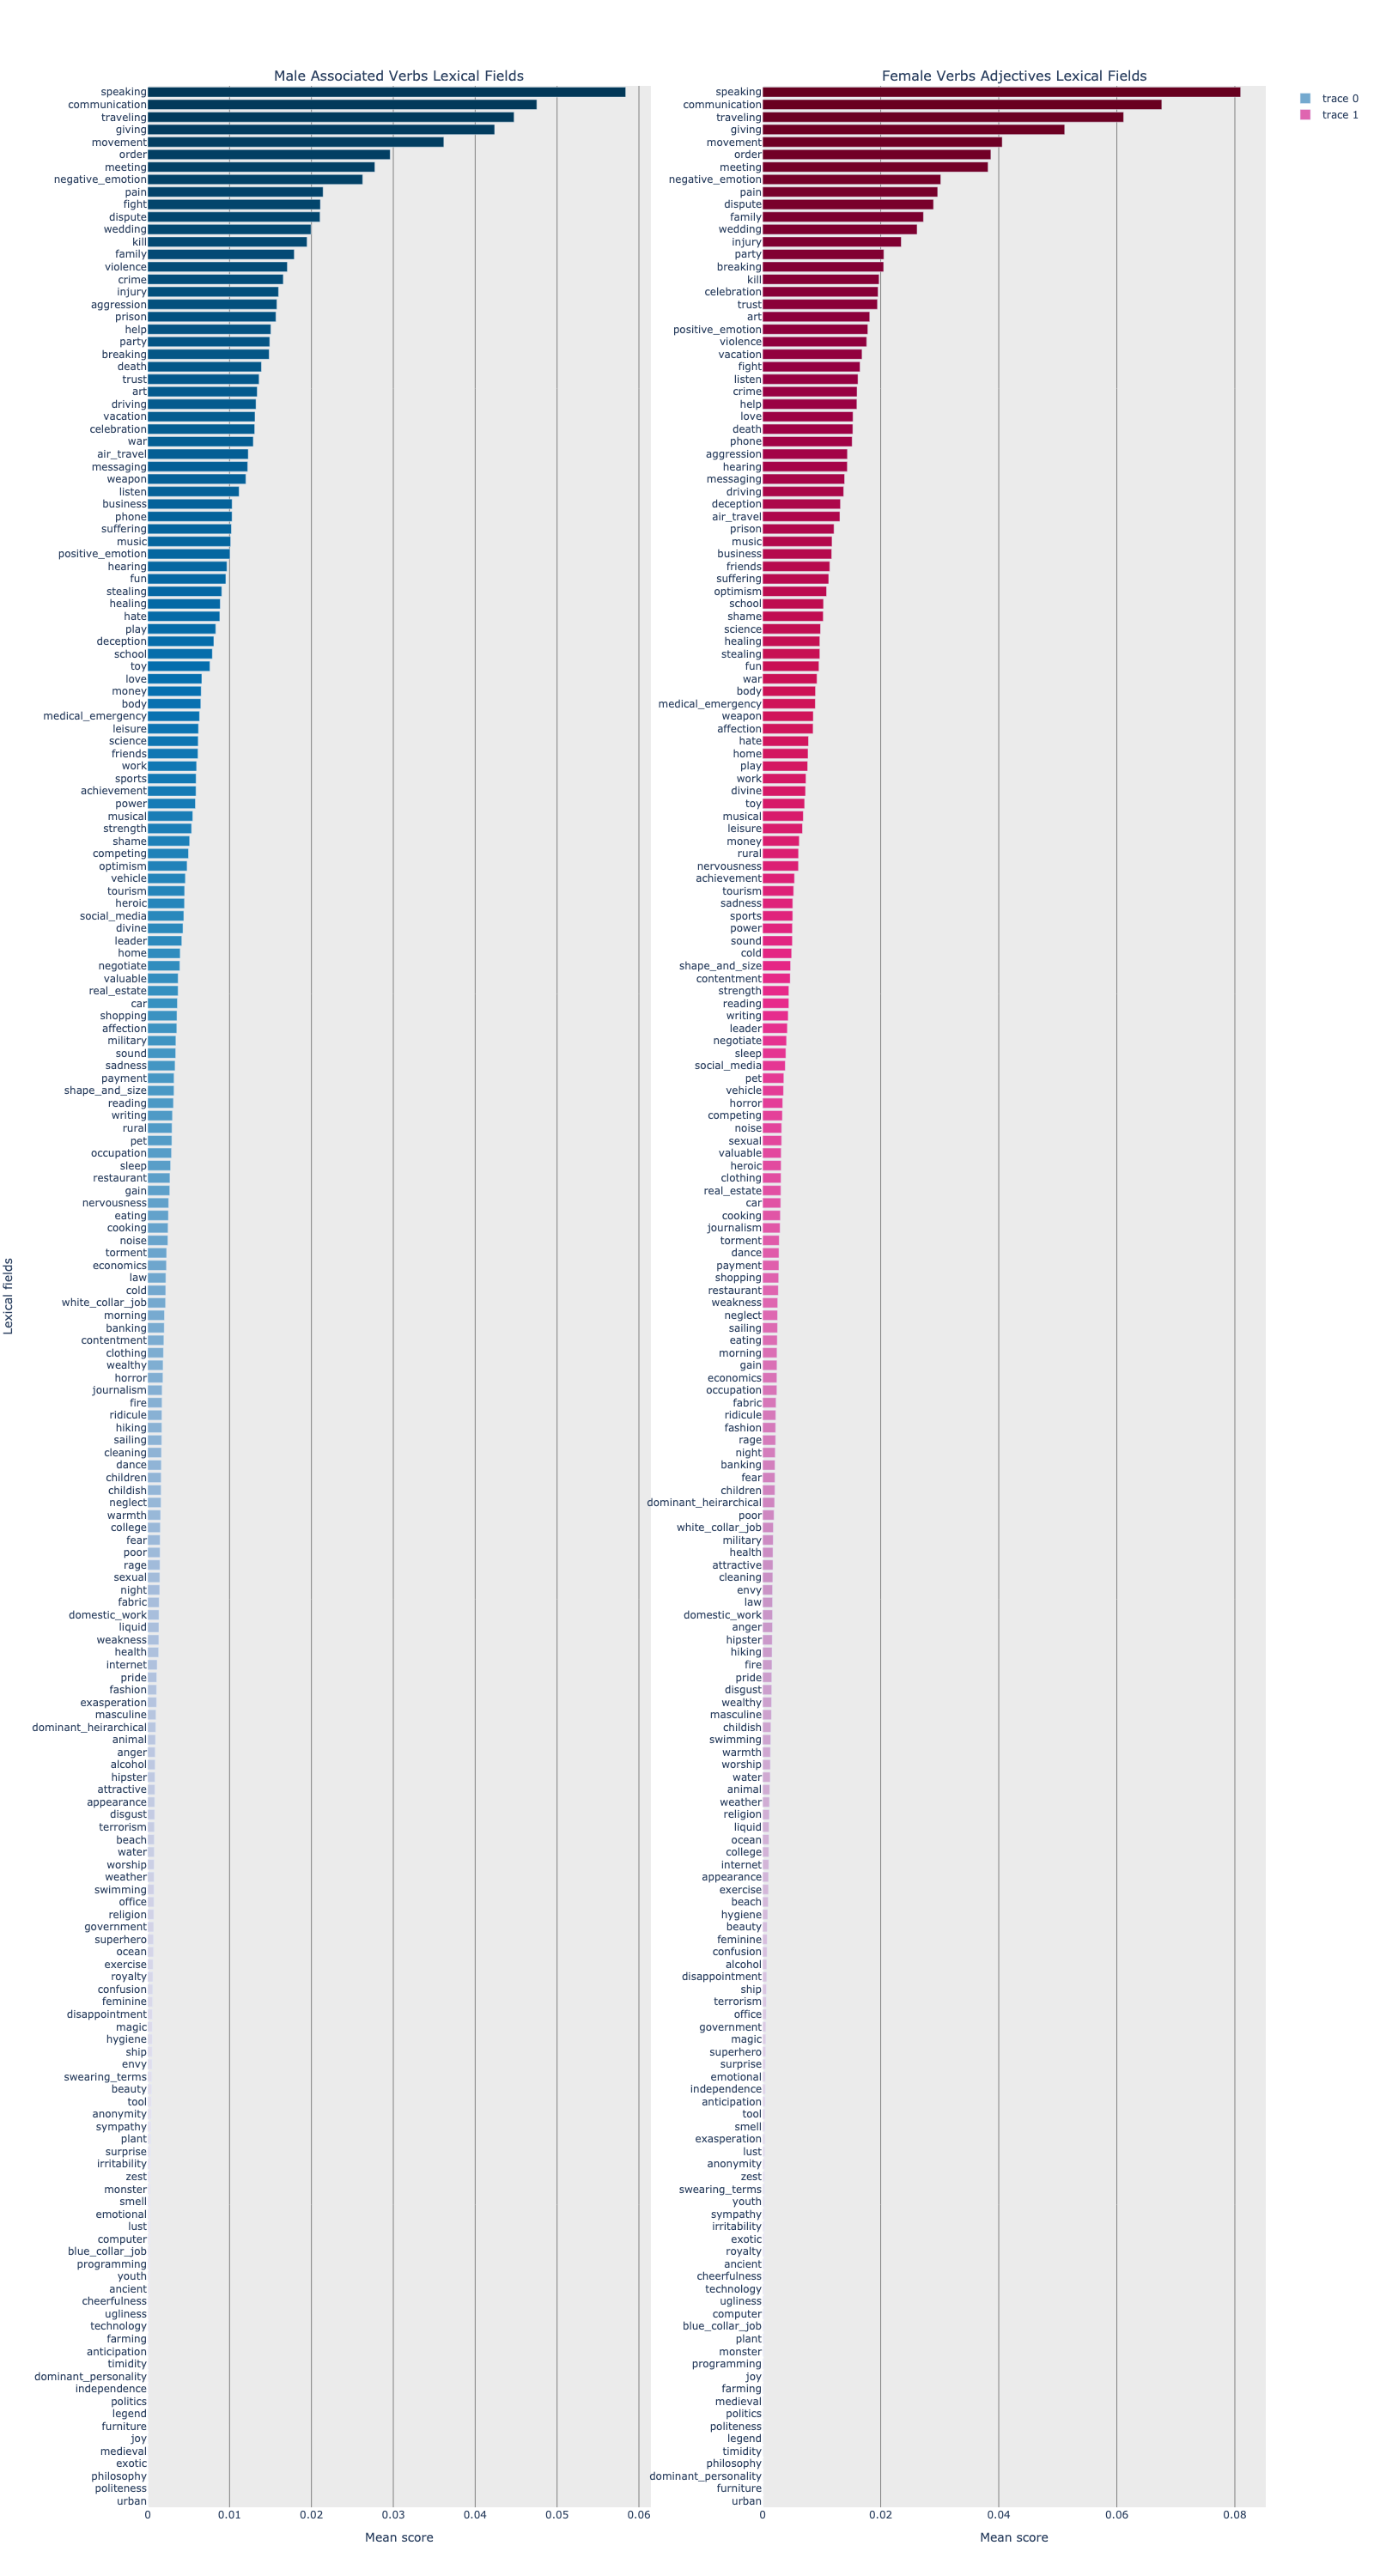 Male Associated Verbs Lexical Fields
speaking
communication
traveling
giving
movement
order
meeting
negative_emotion
pain
fight
dispute
wedding
kill
family
violence
crime
injury
aggression
prison
help
party
breaking
death
trust
art
driving
vacation
celebration
war
air_travel
messaging
weapon
listen
business
phone
suffering
music
positive_emotion
hearing
fun
stealing
healing
hate
play
deception
school
toy
love
money
body
medical_emergency
leisure
science
friends
work
sports
achievement
power
musical
strength
shame
competing
optimism
vehicle
tourism
heroic
social_media
divine
leader
home
negotiate
valuable
real_estate
car
shopping
affection
military
sound
sadness
payment
shape_and_size
reading
writing
rural
pet
occupation
sleep
restaurant
gain
nervousness
eating
cooking
noise
torment
economics
law
cold
white_collar_job
morning
banking
contentment
clothing
wealthy
horror
journalism
fire
ridicule
hiking
sailing
cleaning
dance
children
childish
neglect
warmth
college
fear
poor
rage
sexual
night
fabric
domestic_work
liquid
weakness
health
internet
pride
fashion
exasperation
masculine
dominant_heirarchical
animal
anger
alcohol
hipster
attractive
appearance
disgust
terrorism
beach
water
worship
weather
swimming
office
religion
government
superhero
ocean
exercise
royalty
confusion
feminine
disappointment
magic
hygiene
ship
envy
swearing_terms
beauty
tool
anonymity
sympathy
plant
surprise
irritability
zest
monster
smell
emotional
lust
computer
blue_collar_job
programming
youth
ancient
cheerfulness
ugliness
technology
farming
anticipation
timidity
dominant_personality
independence
politics
legend
furniture
joy
medieval
exotic
philosophy
politeness
urban
0 0.01 0.02 0.03 0.04 0.05 0.06
Mean score
Lexical fields
Female Verbs Adjectives Lexical Fields
speaking
communication
traveling
giving
movement
order
meeting
negative_emotion
pain
dispute
family
wedding
injury
party
breaking
kill
celebration
trust
art
positive_emotion
violence
vacation
fight
listen
crime
help
love
death
phone
aggression
hearing
messaging
driving
deception
air_travel
prison
music
business
friends
suffering
optimism
school
shame
science
healing
stealing
fun
war
body
medical_emergency
weapon
affection
hate
home
play
work
divine
toy
musical
leisure
money
rural
nervousness
achievement
tourism
sadness
sports
power
sound
cold
shape_and_size
contentment
strength
reading
writing
leader
negotiate
sleep
social_media
pet
vehicle
horror
competing
noise
sexual
valuable
heroic
clothing
real_estate
car
cooking
journalism
torment
dance
payment
shopping
restaurant
weakness
neglect
sailing
eating
morning
gain
economics
occupation
fabric
ridicule
fashion
rage
night
banking
fear
children
dominant_heirarchical
poor
white_collar_job
military
health
attractive
cleaning
envy
law
domestic_work
anger
hipster
hiking
fire
pride
disgust
wealthy
masculine
childish
swimming
warmth
worship
water
animal
weather
religion
liquid
ocean
college
internet
appearance
exercise
beach
hygiene
beauty
feminine
confusion
alcohol
disappointment
ship
terrorism
office
government
magic
superhero
surprise
emotional
independence
anticipation
tool
smell
exasperation
lust
anonymity
zest
swearing_terms
youth
sympathy
irritability
exotic
royalty
ancient
cheerfulness
technology
ugliness
computer
blue_collar_job
plant
monster
programming
joy
farming
medieval
politics
politeness
legend
timidity
philosophy
dominant_personality
furniture
urban
0 0.02 0.04 0.06 0.08
Mean score
trace 0
trace 1